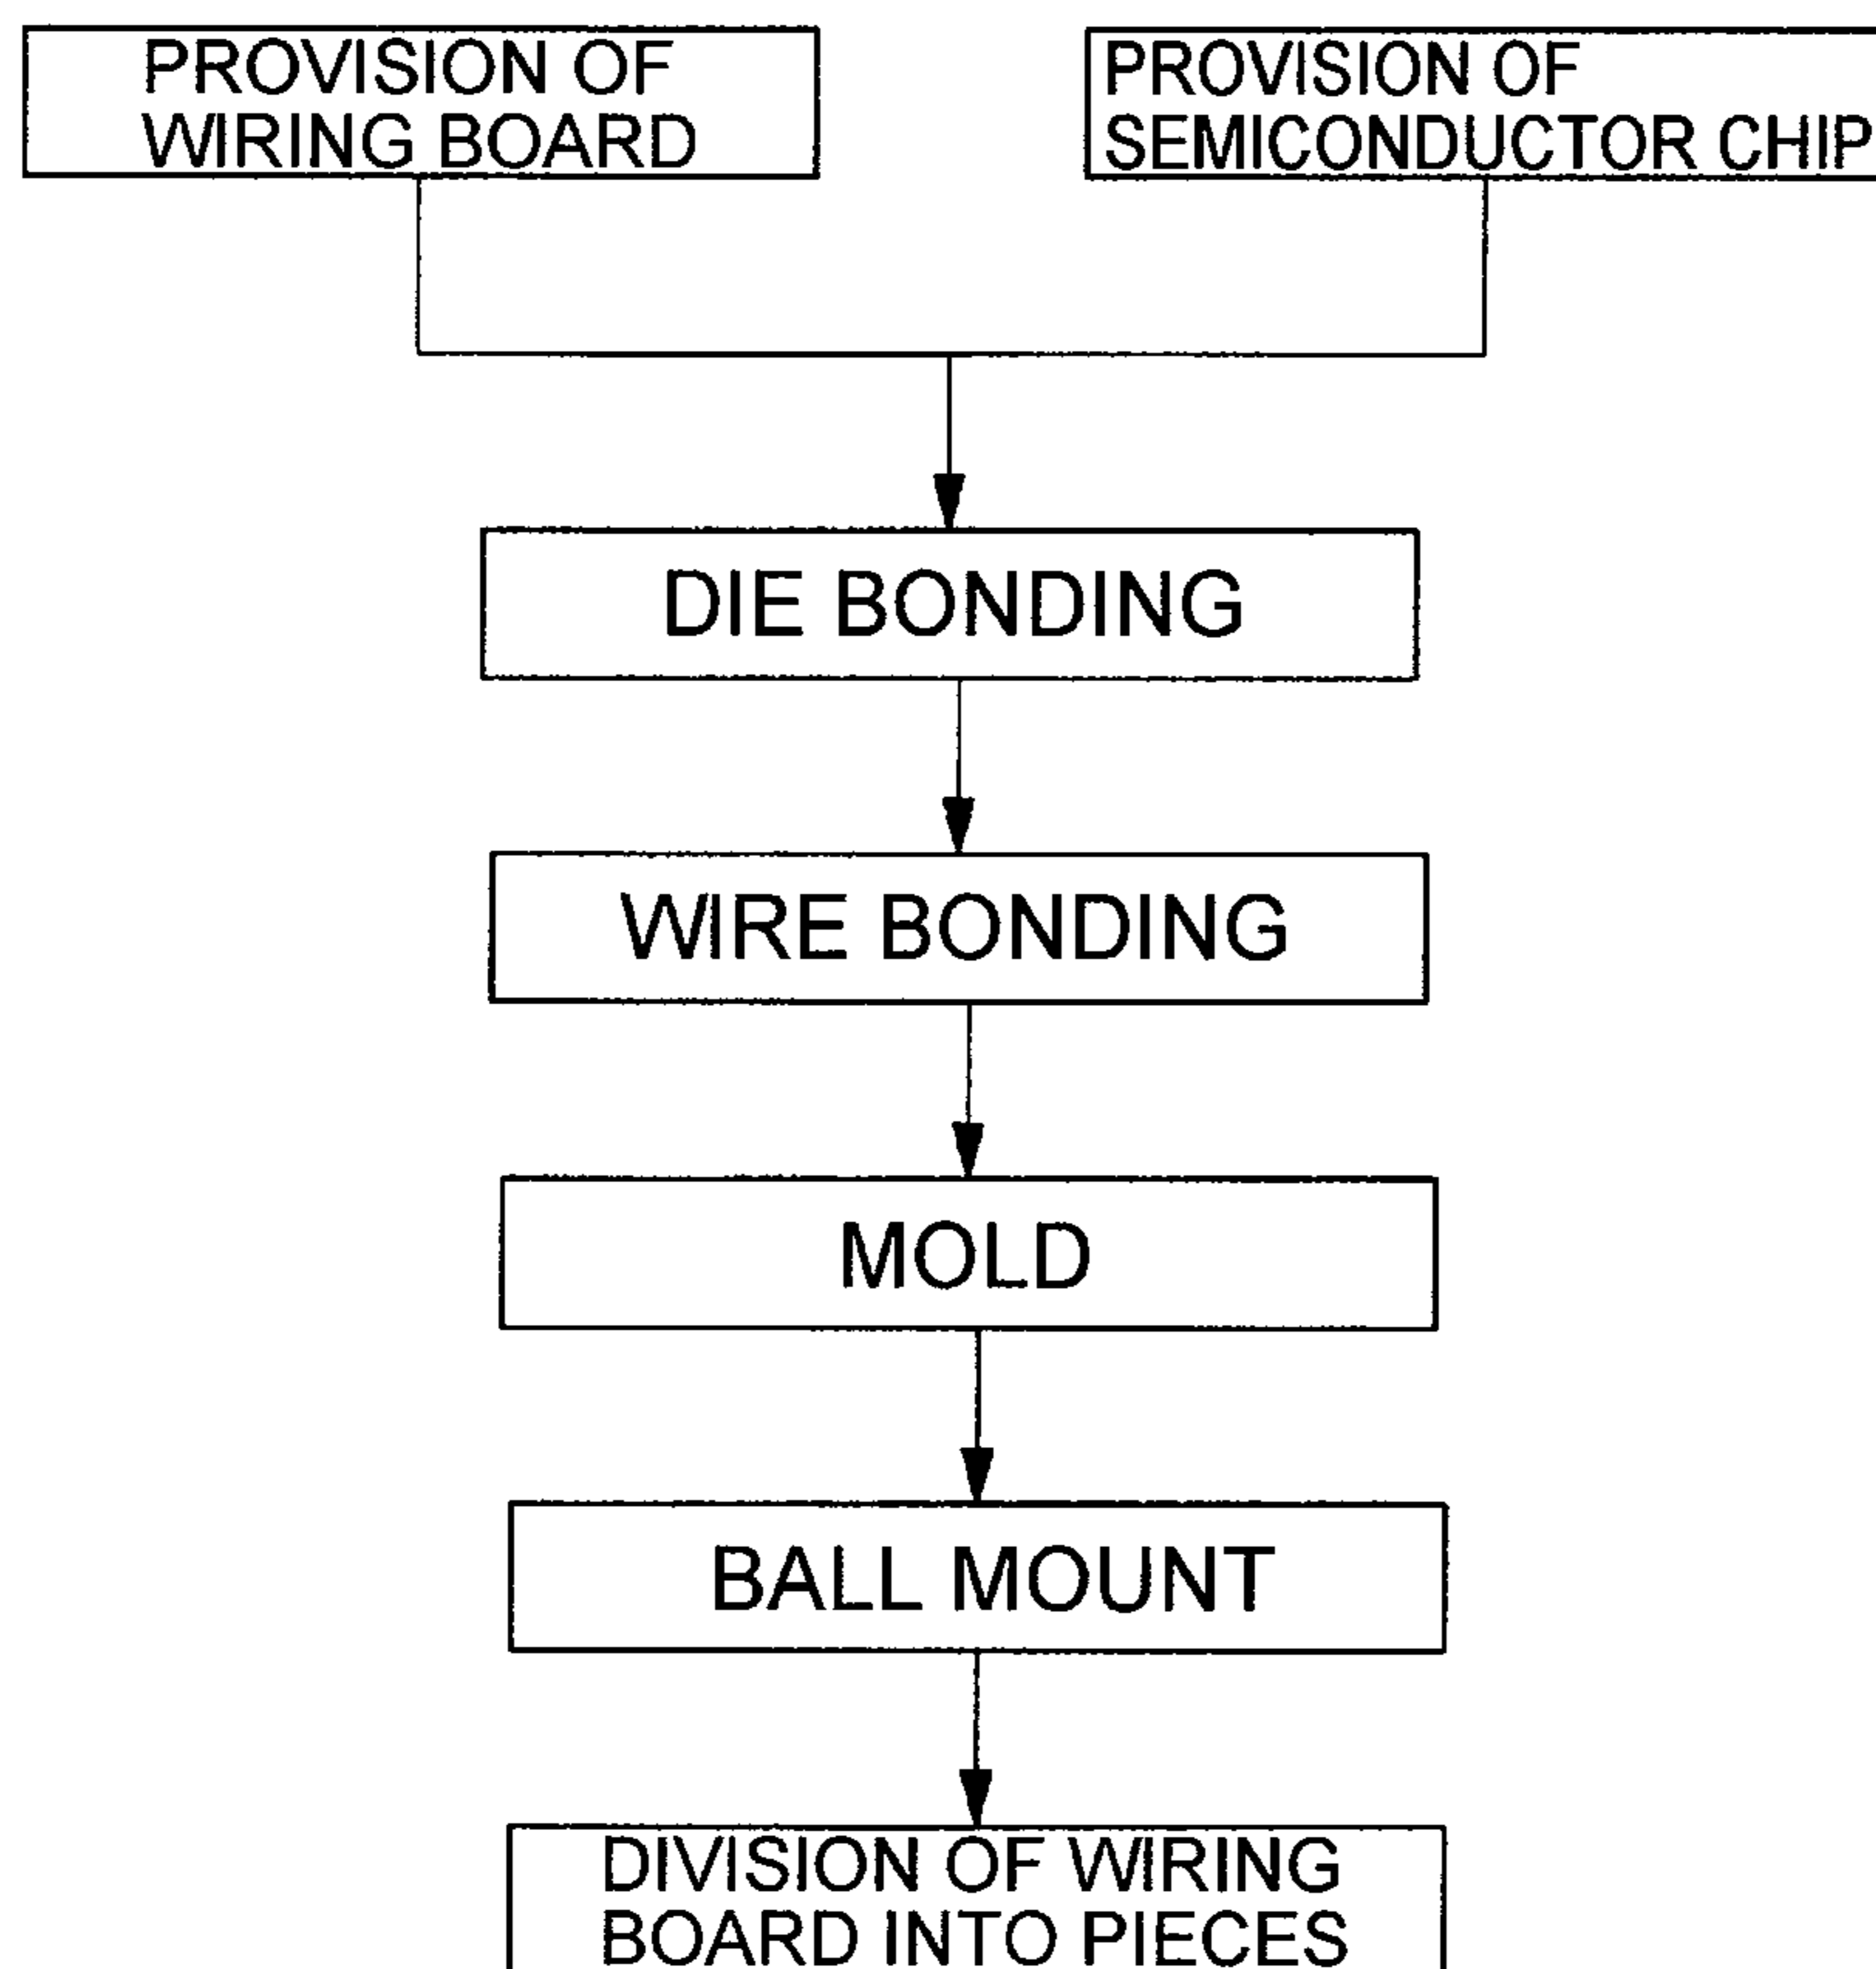 PROVISION OF
WIRING BOARD
PROVISION OF
SEMICONDUCTOR CHIP
DIE BONDING
WIRE BONDING
MOLD
BALL MOUNT
DIVISION OF WIRING
BOARD INTO PIECES